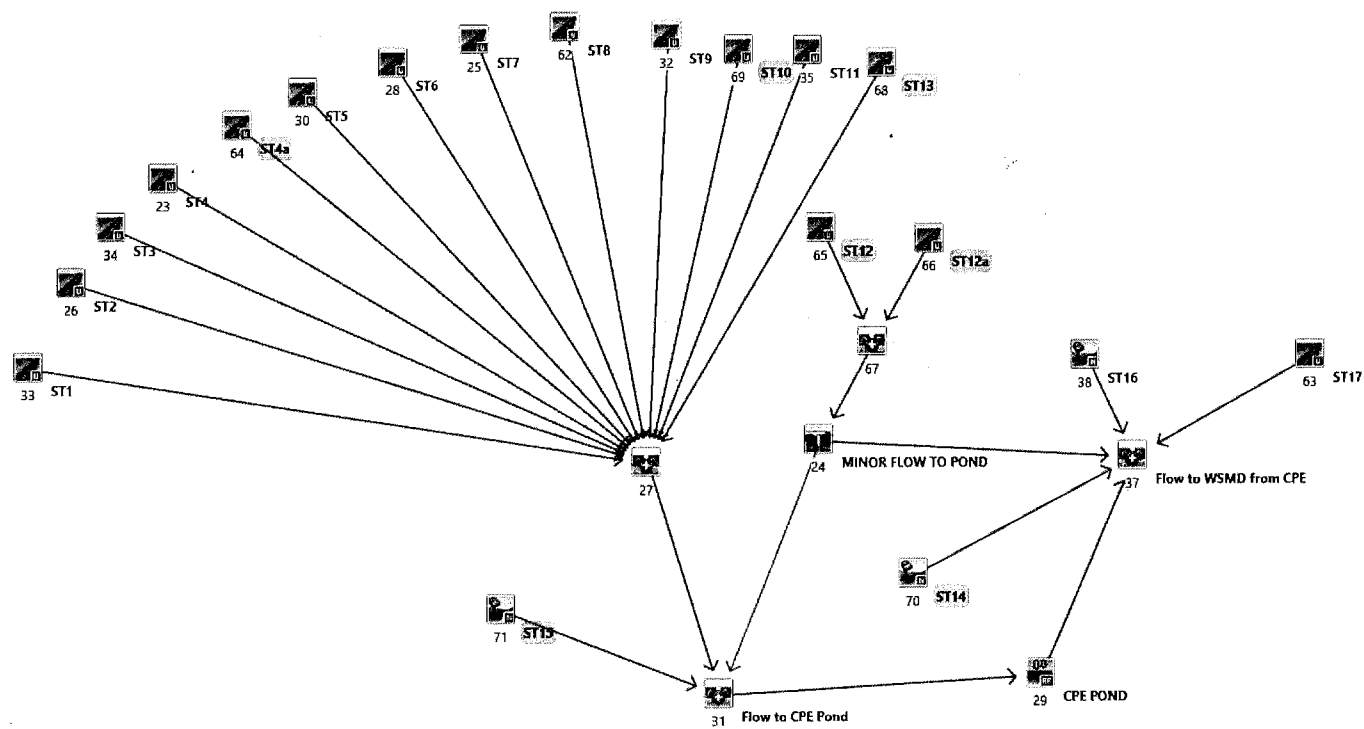 62 ST8
25 ST7
32 ST9
69 ST10
35 ST11
28 ST6
68 ST13
30 ST5
64 ST4a
23 ST4
34 ST3
65 ST12
66 ST12a
26 ST2
67
33 ST1
38 ST16
63 ST17
24 MINOR FLOW TO POND
27
37 Flow to WSMD from CPE
70 ST14
71 ST15
31 Flow to CPE Pond
29 CPE POND